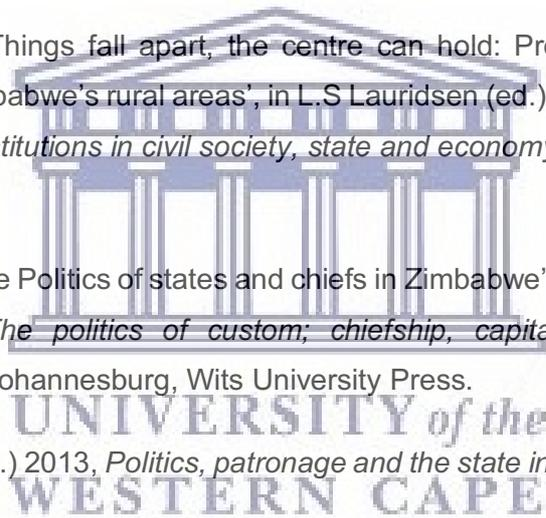 Things fall apart, the centre can hold: Pro
babwe's rural areas', in L.S Lauridsen (ed.)
titutions in civil society, state and economy
e Politics of states and chiefs in Zimbabwe'
The politics of custom; chiefship, capita
ohannesburg, Wits University Press.
UNIVERSITY of the
.) 2013, Politics, patronage and the state in
WESTERN CAPE